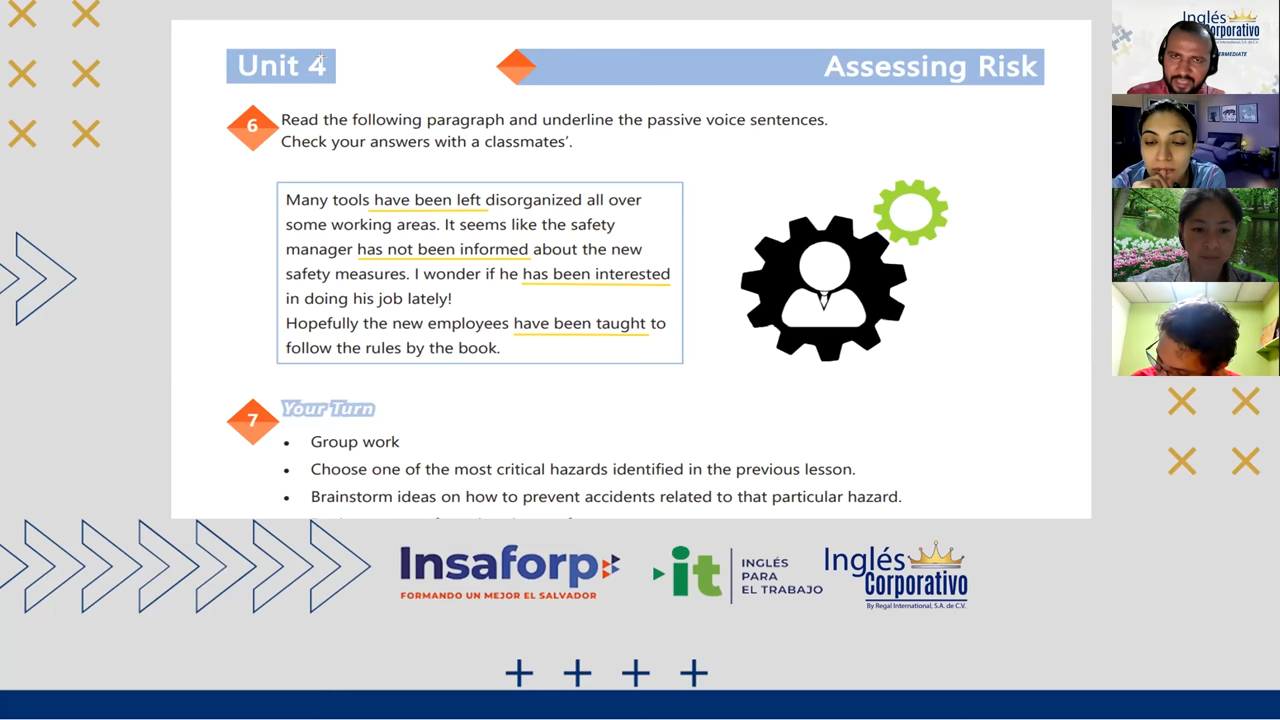 Unit 4
Assessing Risk
6
Read the following paragraph and underline the passive voice sentences.
Check your answers with a classmates'.
Many tools have been left disorganized all over
some working areas. It seems like the safety
manager has not been informed about the new
safety measures. I wonder if he has been interested
in doing his job lately!
Hopefully the new employees have been taught to
follow the rules by the book.
7
Your Turn
• Group work
• Choose one of the most critical hazards identified in the previous lesson.
• Brainstorm ideas on how to prevent accidents related to that particular hazard.
Insaforp
FORMANDO UN MEJOR EL SALVADOR
it
INGLÉS
PARA
EL TRABAJO
Inglés
Corporativo
By Regal International, S.A. de C.V.
Inglés